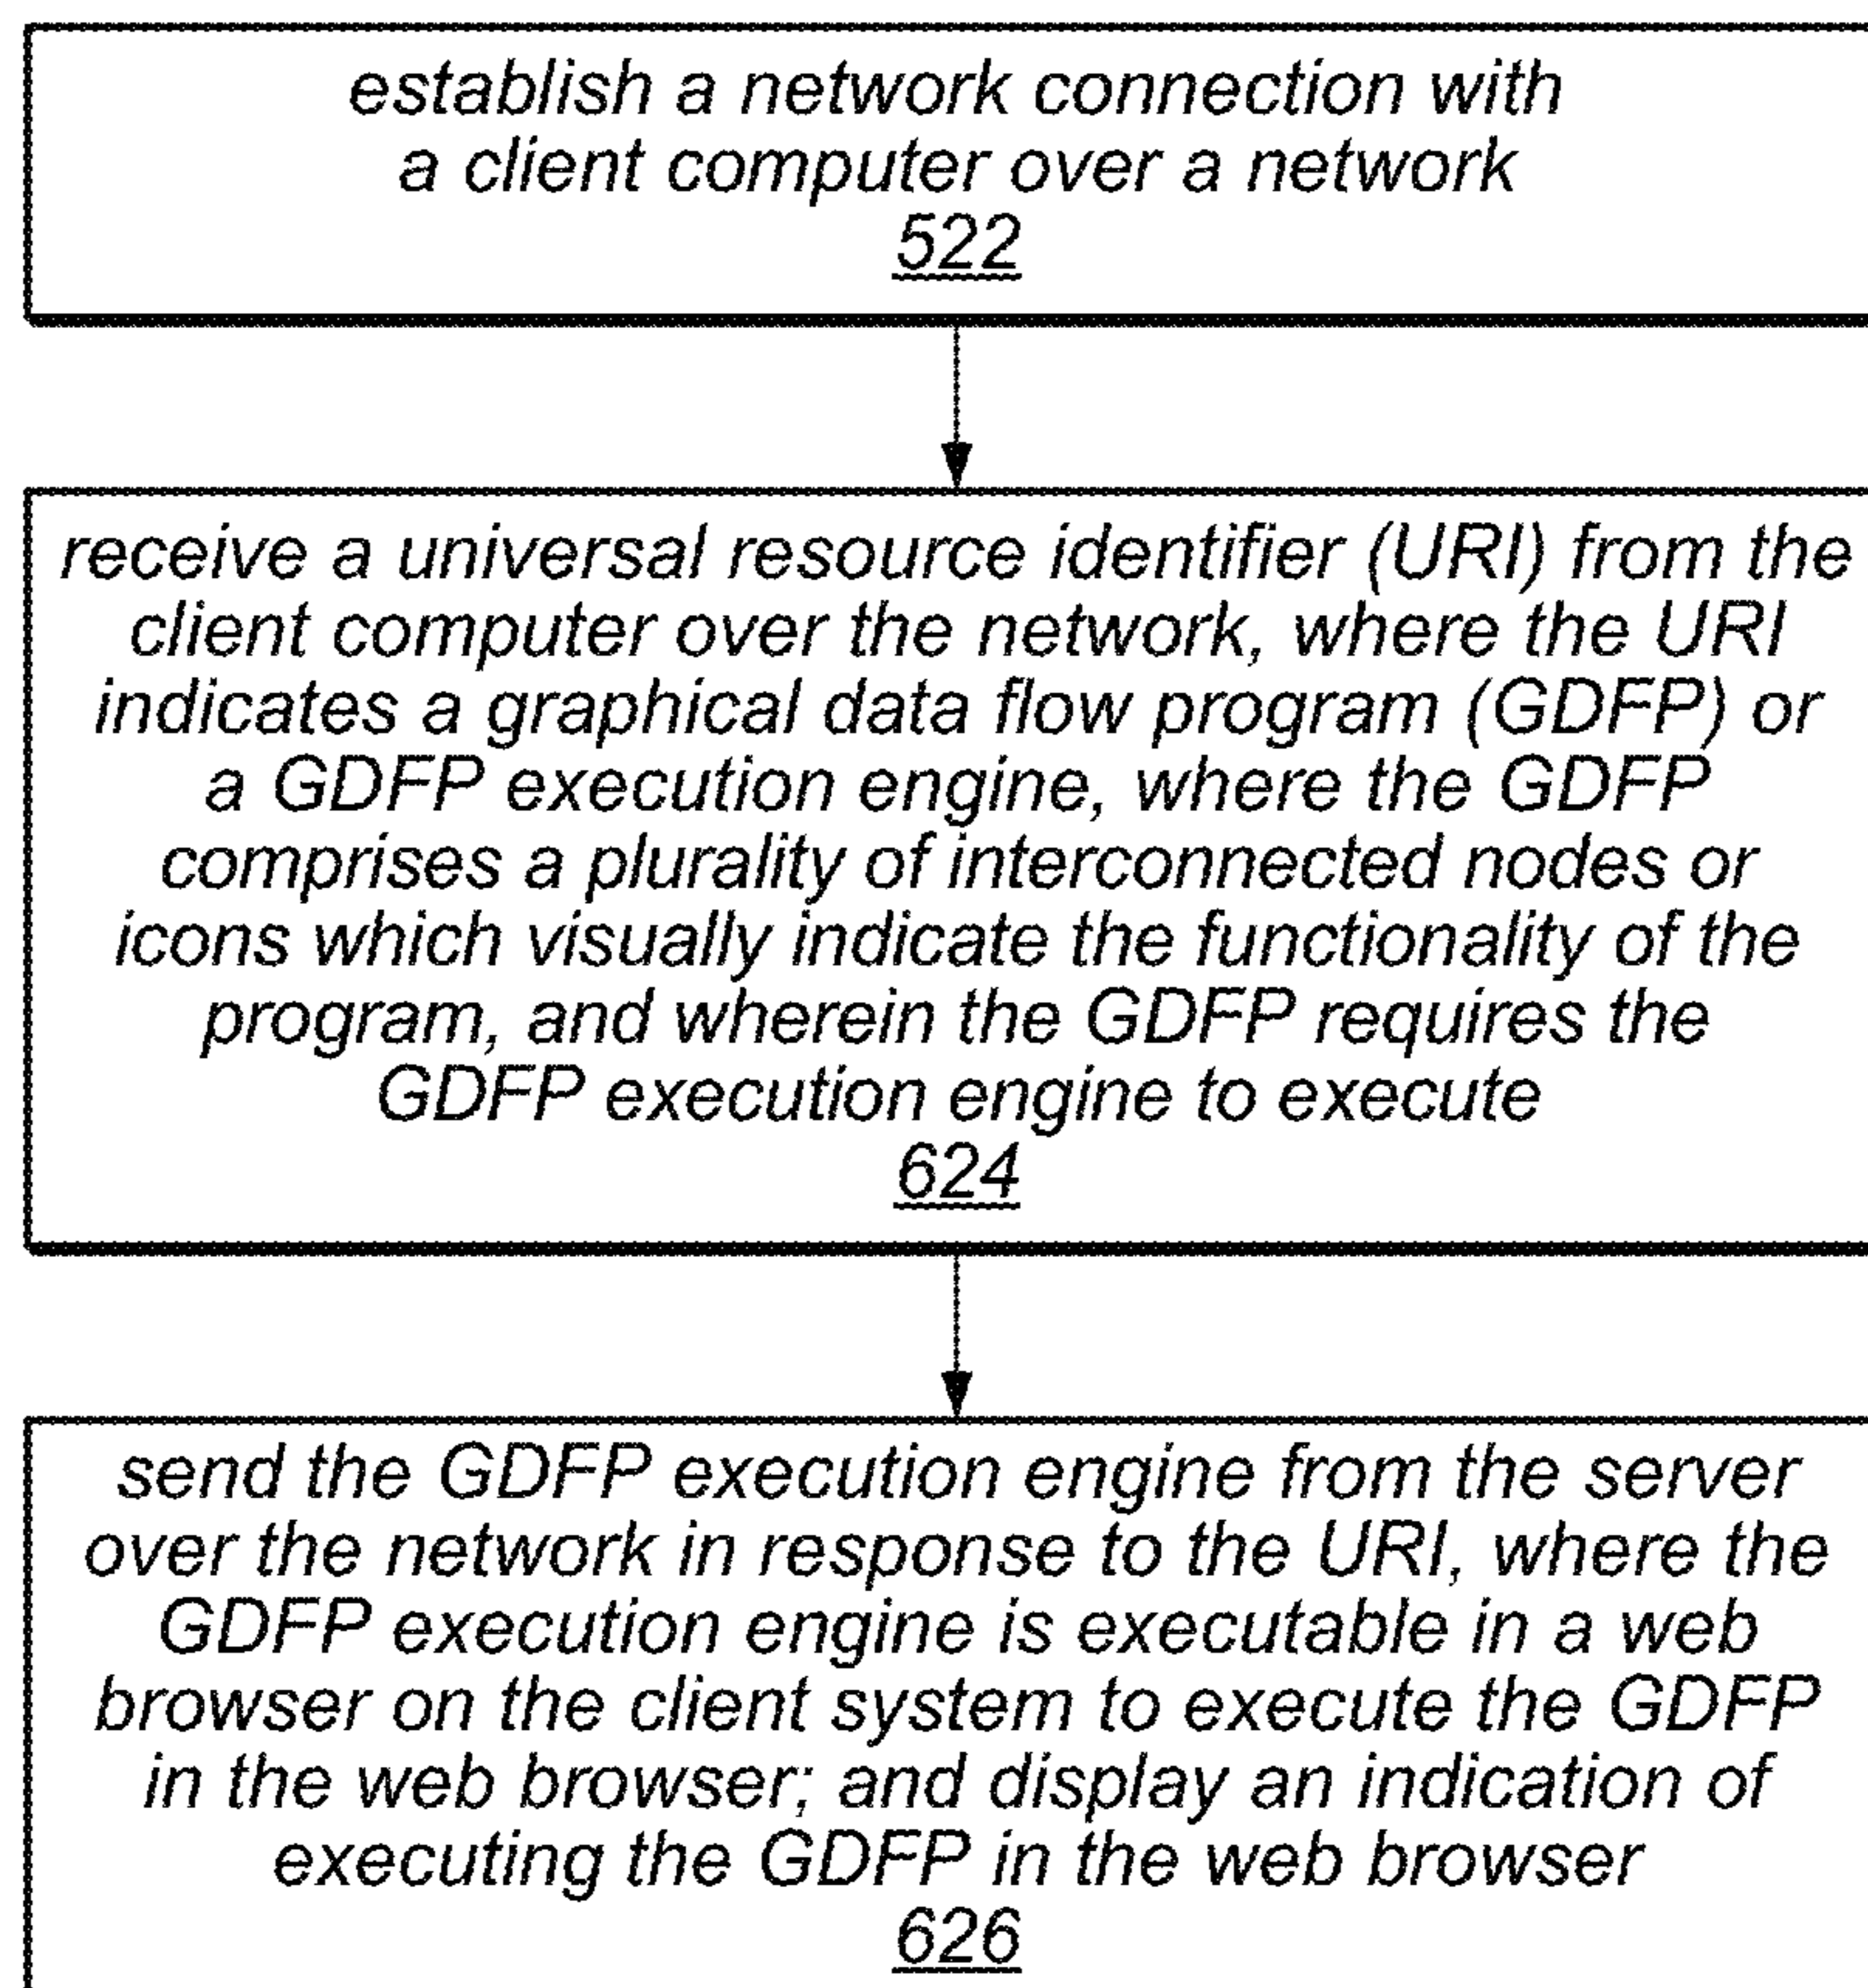 establish a network connection with
a client computer over a network
522
receive a universal resource identifier (URI) from the
client computer over the network, where the URI
indicates a graphical data flow program (GDFP) or
a GDFP execution engine, where the GDFP
comprises a plurality of interconnected nodes or
icons which visually indicate the functionality of the
program, and wherein the GDFP requires the
GDFP execution engine to execute
624
send the GDFP execution engine from the server
over the network in response to the URI, where the
GDFP execution engine is executable in a web
browser on the client system to execute the GDFP
in the web browser; and display an indication of
executing the GDFP in the web browser
626